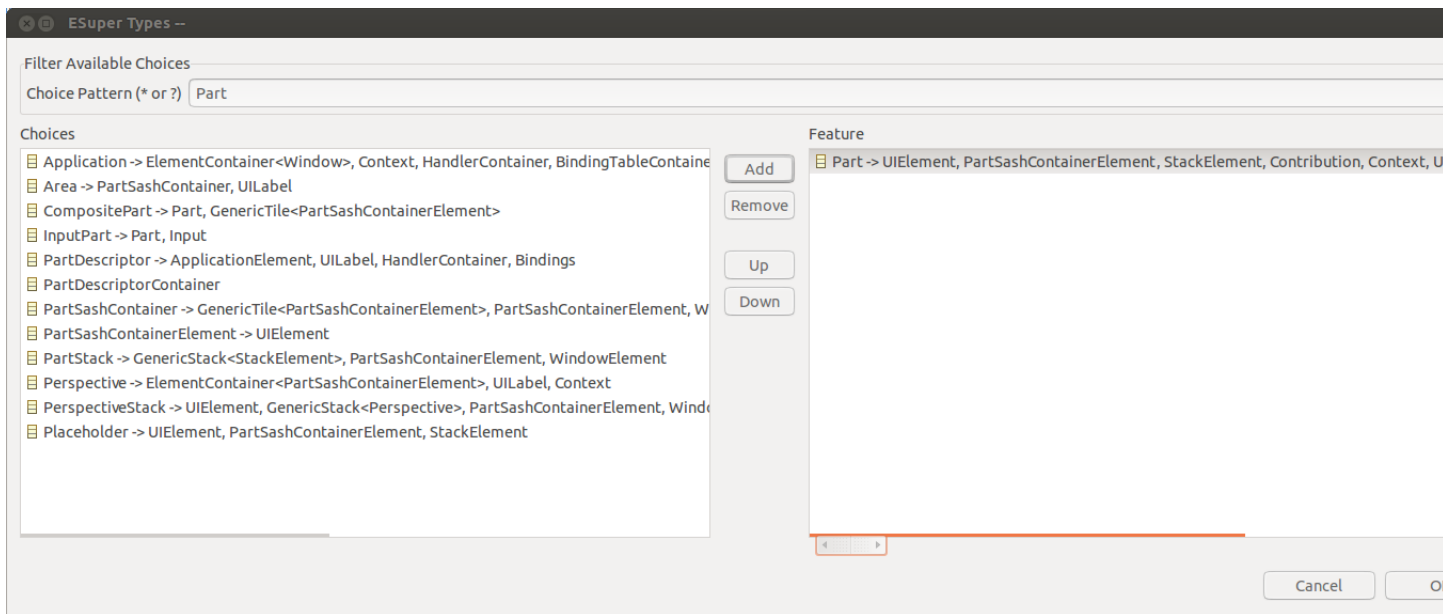 ESuper Types --
Filter Available Choices
Choice Pattern (* or ?) Part
Choices
Feature
Application -> ElementContainer<Window>, Context, HandlerContainer, BindingTableContaine
Area -> PartSashContainer, UILabel
CompositePart -> Part, GenericTile<PartSashContainerElement>
InputPart -> Part, Input
PartDescriptor -> ApplicationElement, UILabel, HandlerContainer, Bindings
PartDescriptorContainer
PartSashContainer -> GenericTile<PartSashContainerElement>, PartSashContainerElement, W
PartSashContainerElement -> UIElement
PartStack -> GenericStack<StackElement>, PartSashContainerElement, WindowElement
Perspective -> ElementContainer<PartSashContainerElement>, UILabel, Context
PerspectiveStack -> UIElement, GenericStack<Perspective>, PartSashContainerElement, Windo
Placeholder -> UIElement, PartSashContainerElement, StackElement
Add
Remove
Up
Down
Part -> UIElement, PartSashContainerElement, StackElement, Contribution, Context, U
Cancel